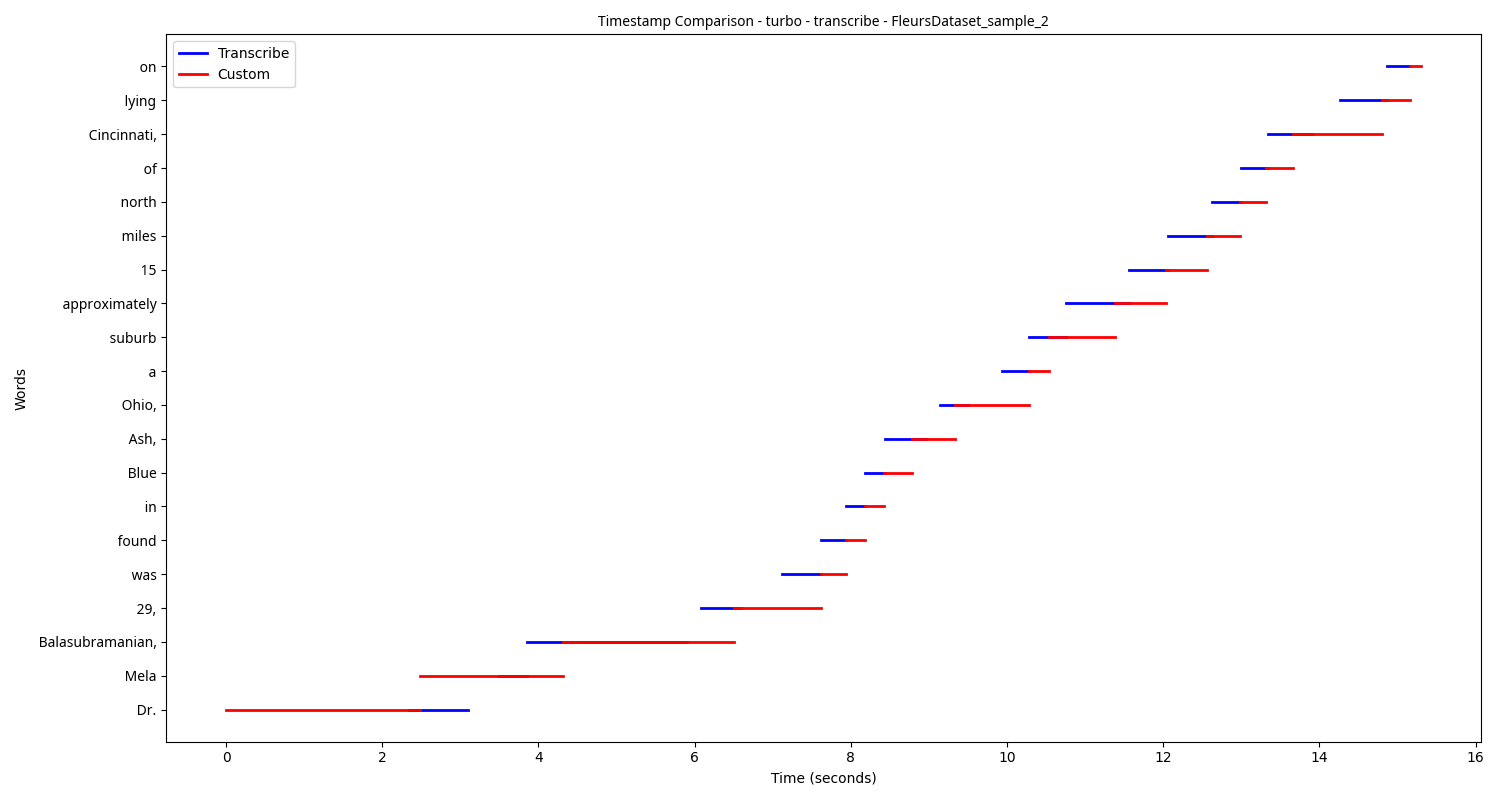 Timestamp Comparison - turbo - transcribe - FleursDataset_sample_2
Transcribe
Custom
on
lying
Cincinnati,
of
north
miles
15
approximately
suburb
a
Ohio,
Ash,
Blue
in
found
was
29,
Balasubramanian,
Mela
Dr.
Words
0 2 4 6 8 10 12 14 16
Time (seconds)